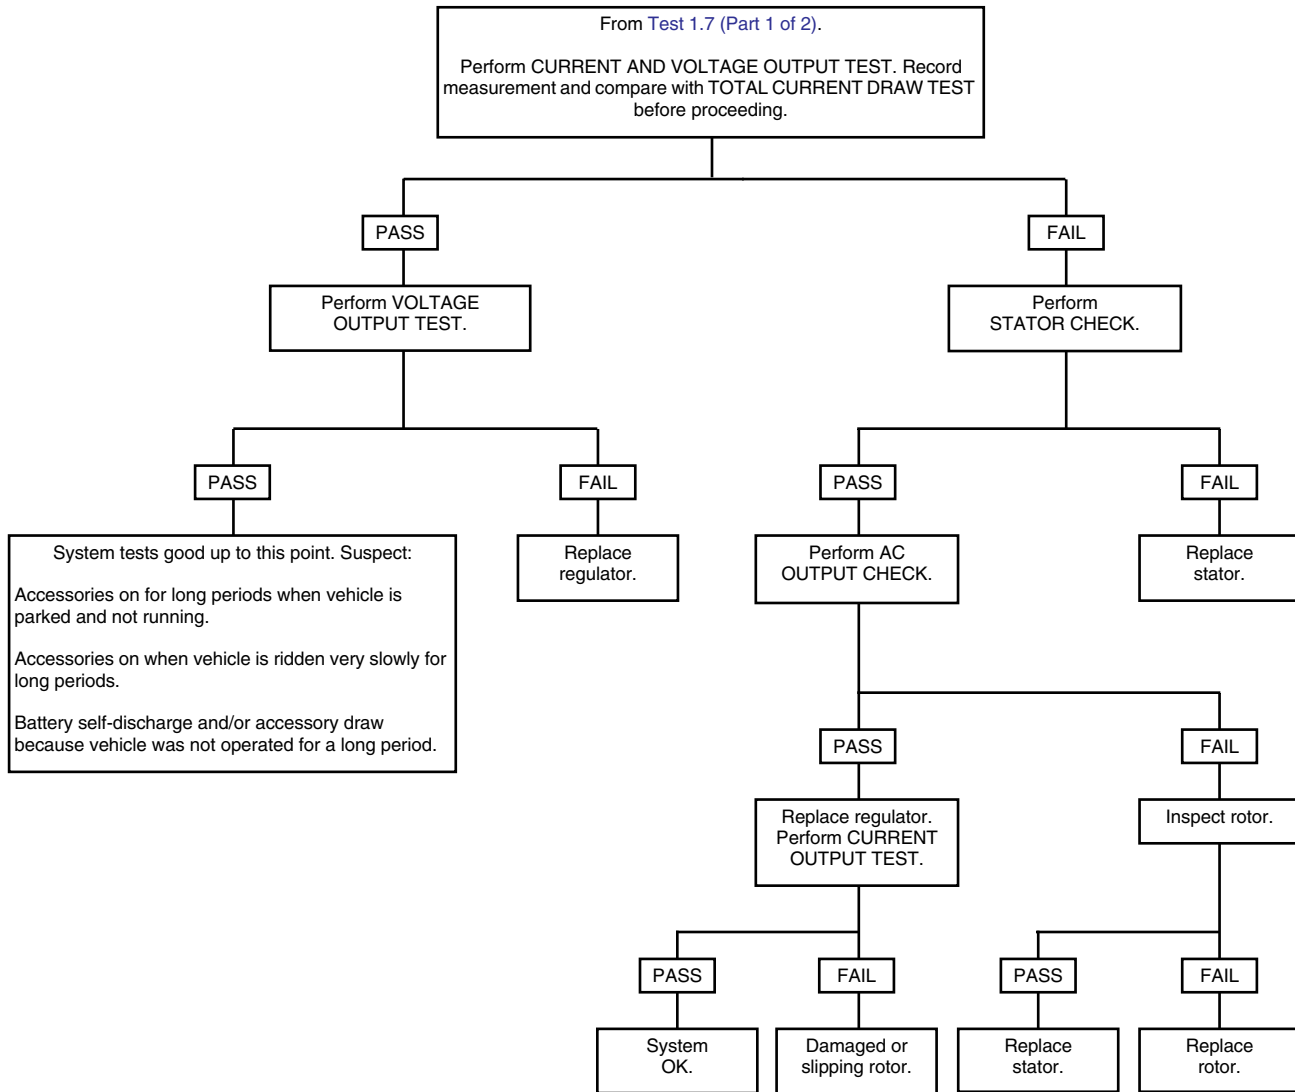 From Test 1.7 (Part 1 of 2).
Perform CURRENT AND VOLTAGE OUTPUT TEST. Record
measurement and compare with TOTAL CURRENT DRAW TEST
before proceeding.
PASS
FAIL
Perform VOLTAGE
OUTPUT TEST.
Perform
STATOR CHECK.
PASS
FAIL
PASS
FAIL
System tests good up to this point. Suspect:
Accessories on for long periods when vehicle is
parked and not running.
Accessories on when vehicle is ridden very slowly for
long periods.
Battery self-discharge and/or accessory draw
because vehicle was not operated for a long period.
Replace
regulator.
Perform AC
OUTPUT CHECK.
Replace
stator.
PASS
FAIL
Replace regulator.
Perform CURRENT
OUTPUT TEST.
Inspect rotor.
PASS
FAIL
PASS
FAIL
System
OK.
Damaged or
slipping rotor.
Replace
stator.
Replace
rotor.